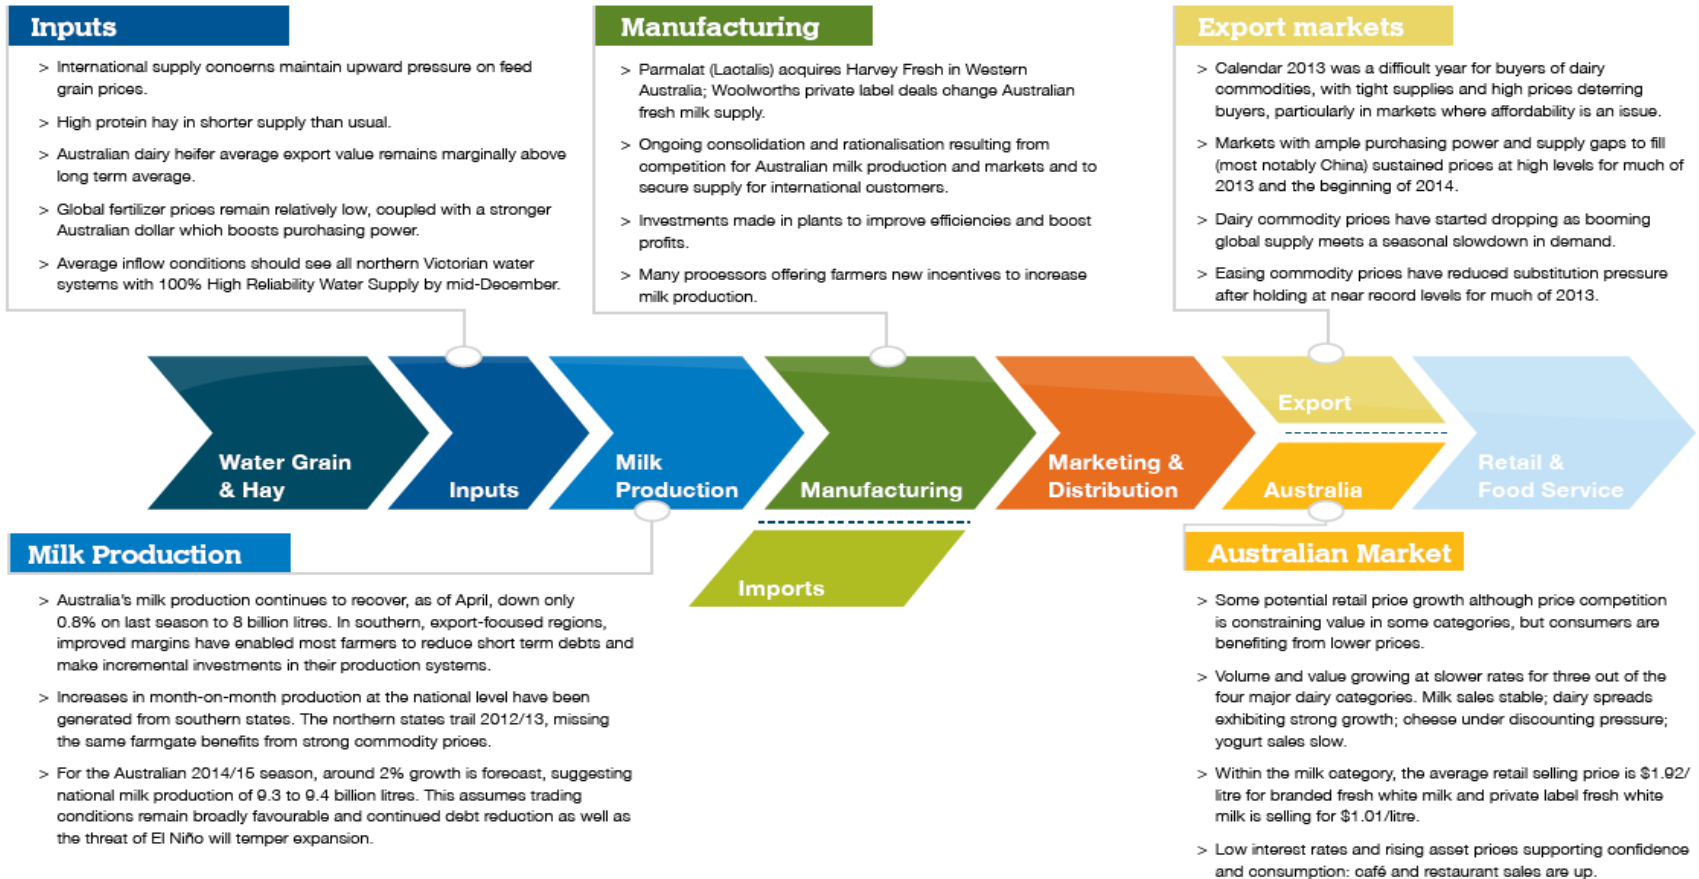 Inputs
> International supply concerns maintain upward pressure on feed
grain prices.
> High protein hay in shorter supply than usual.
> Australian dairy heifer average export value remains marginally above
long term average.
> Global fertilizer prices remain relatively low, coupled with a stronger
Australian dollar which boosts purchasing power.
> Average inflow conditions should see all northern Victorian water
systems with 100% High Reliability Water Supply by mid-December.
Manufacturing
> Parmalat (Lactalis) acquires Harvey Fresh in Western
Australia; Woolworths private label deals change Australian
fresh milk supply.
> Ongoing consolidation and rationalisation resulting from
competition for Australian milk production and markets and to
secure supply for international customers.
> Investments made in plants to improve efficiencies and boost
profits.
> Many processors offering farmers new incentives to increase
milk production.
Export markets
> Calendar 2013 was a difficult year for buyers of dairy
commodities, with tight supplies and high prices deterring
buyers, particularly in markets where affordability is an issue.
> Markets with ample purchasing power and supply gaps to fill
(most notably China) sustained prices at high levels for much of
2013 and the beginning of 2014.
> Dairy commodity prices have started dropping as booming
global supply meets a seasonal slowdown in demand.
> Easing commodity prices have reduced substitution pressure
after holding at near record levels for much of 2013.
Water Grain
& Hay
Inputs
Milk
Production
Manufacturing
Marketing &
Distribution
Export
Australia
Retail &
Food Service
Imports
Milk Production
> Australia's milk production continues to recover, as of April, down only
0.8% on last season to 8 billion litres. In southern, export-focused regions,
improved margins have enabled most farmers to reduce short term debts and
make incremental investments in their production systems.
> Increases in month-on-month production at the national level have been
generated from southern states. The northern states trail 2012/13, missing
the same farmgate benefits from strong commodity prices.
> For the Australian 2014/15 season, around 2% growth is forecast, suggesting
national milk production of 9.3 to 9.4 billion litres. This assumes trading
conditions remain broadly favourable and continued debt reduction as well as
the threat of El Niño will temper expansion.
Australian Market
> Some potential retail price growth although price competition
is constraining value in some categories, but consumers are
benefiting from lower prices.
> Volume and value growing at slower rates for three out of the
four major dairy categories. Milk sales stable; dairy spreads
exhibiting strong growth; cheese under discounting pressure;
yogurt sales slow.
> Within the milk category, the average retail selling price is $1.92/
litre for branded fresh white milk and private label fresh white
milk is selling for $1.01/litre.
> Low interest rates and rising asset prices supporting confidence
and consumption: café and restaurant sales are up.